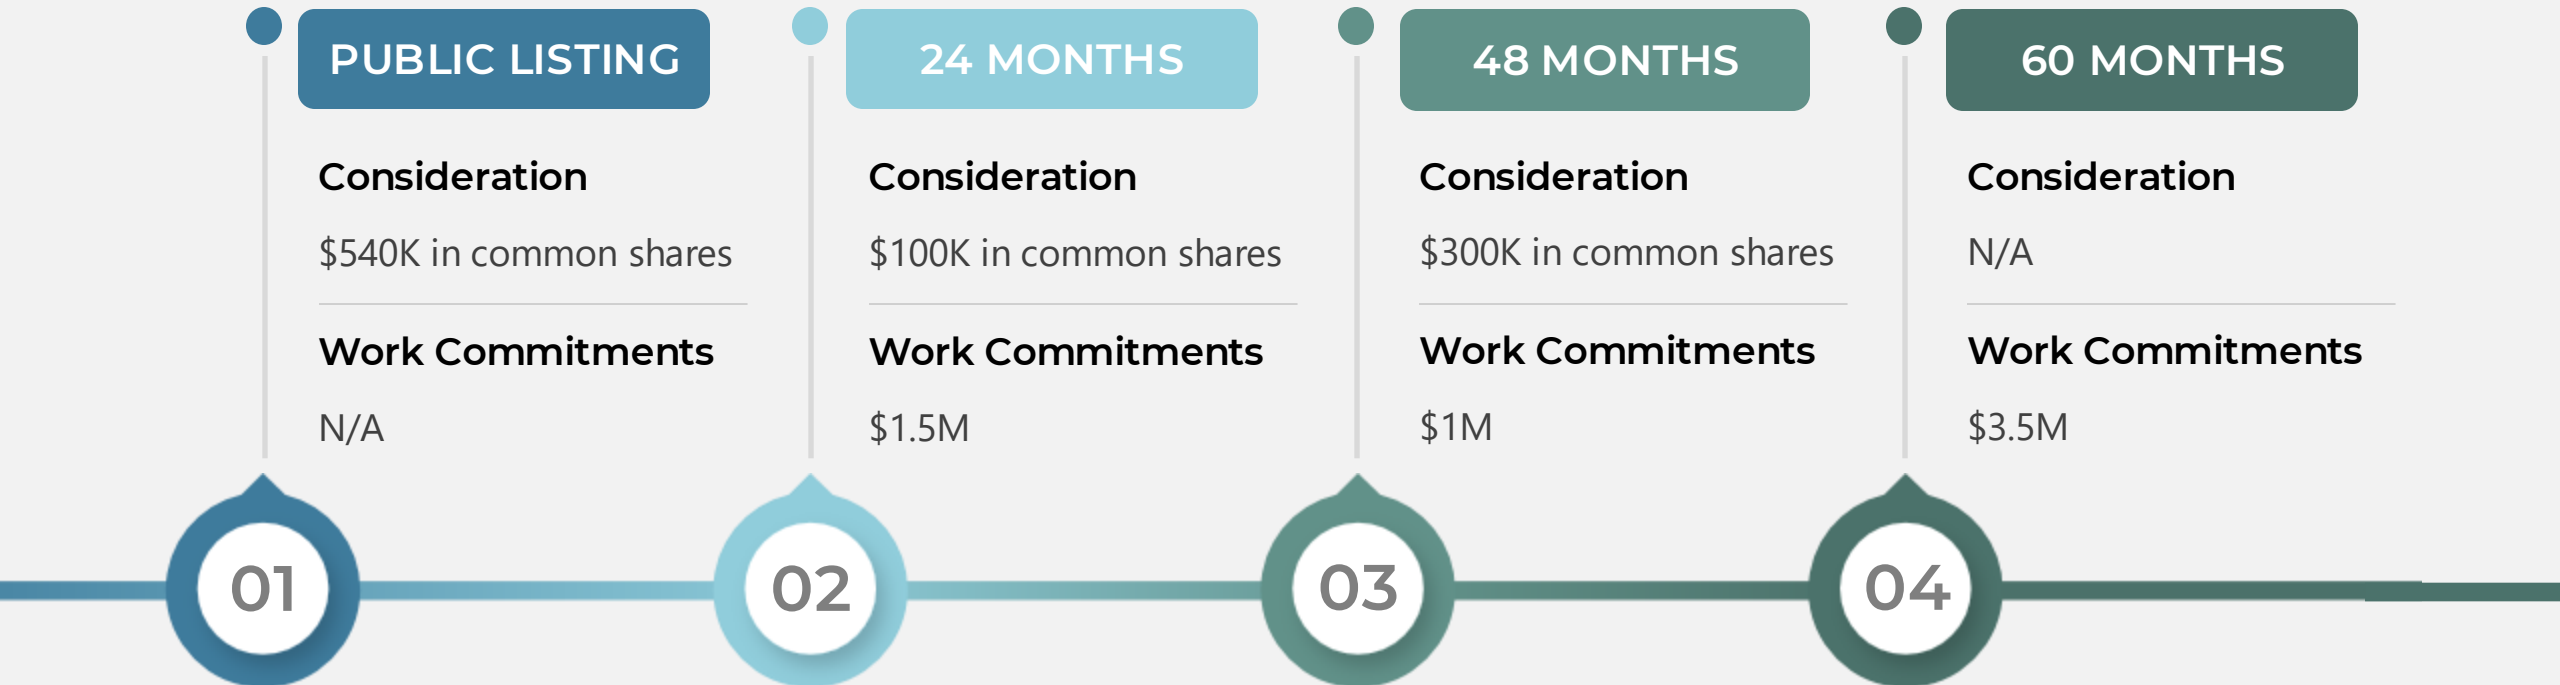 PUBLIC LISTING
Consideration
$540K in common shares
Work Commitments
N/A
01
24 MONTHS
Consideration
$100K in common shares
Work Commitments
$1.5M
02
48 MONTHS
Consideration
$300K in common shares
Work Commitments
$1M
03
60 MONTHS
Consideration
N/A
Work Commitments
$3.5M
04